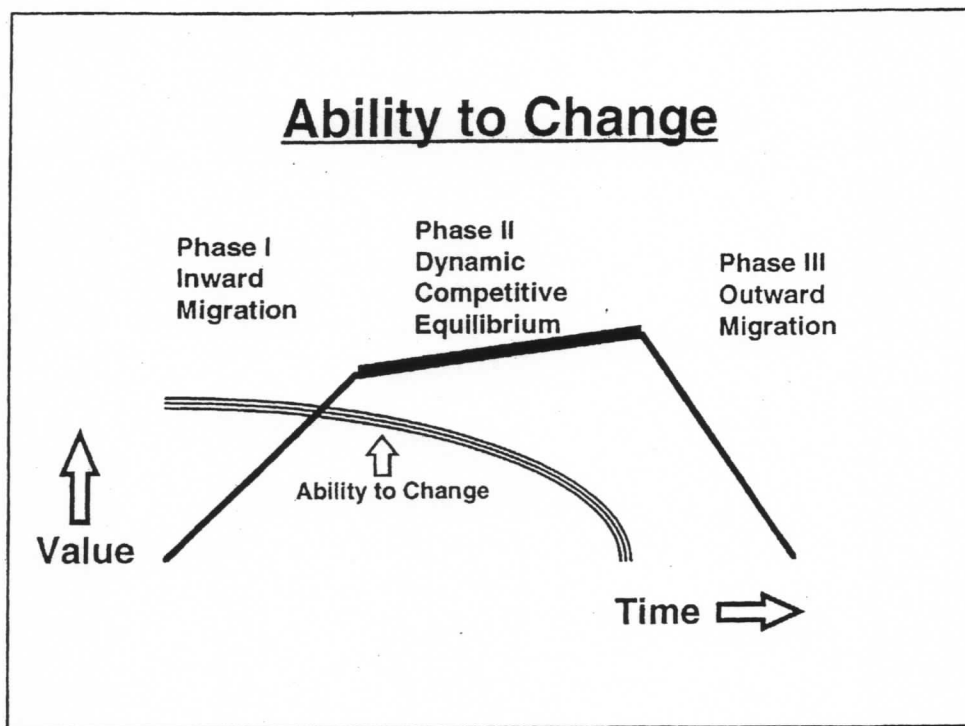 Ability to Change
Phase I
Inward
Migration
Phase II
Dynamic
Competitive
Equilibrium
Phase III
Outward
Migration
Ability to Change
Value
Time